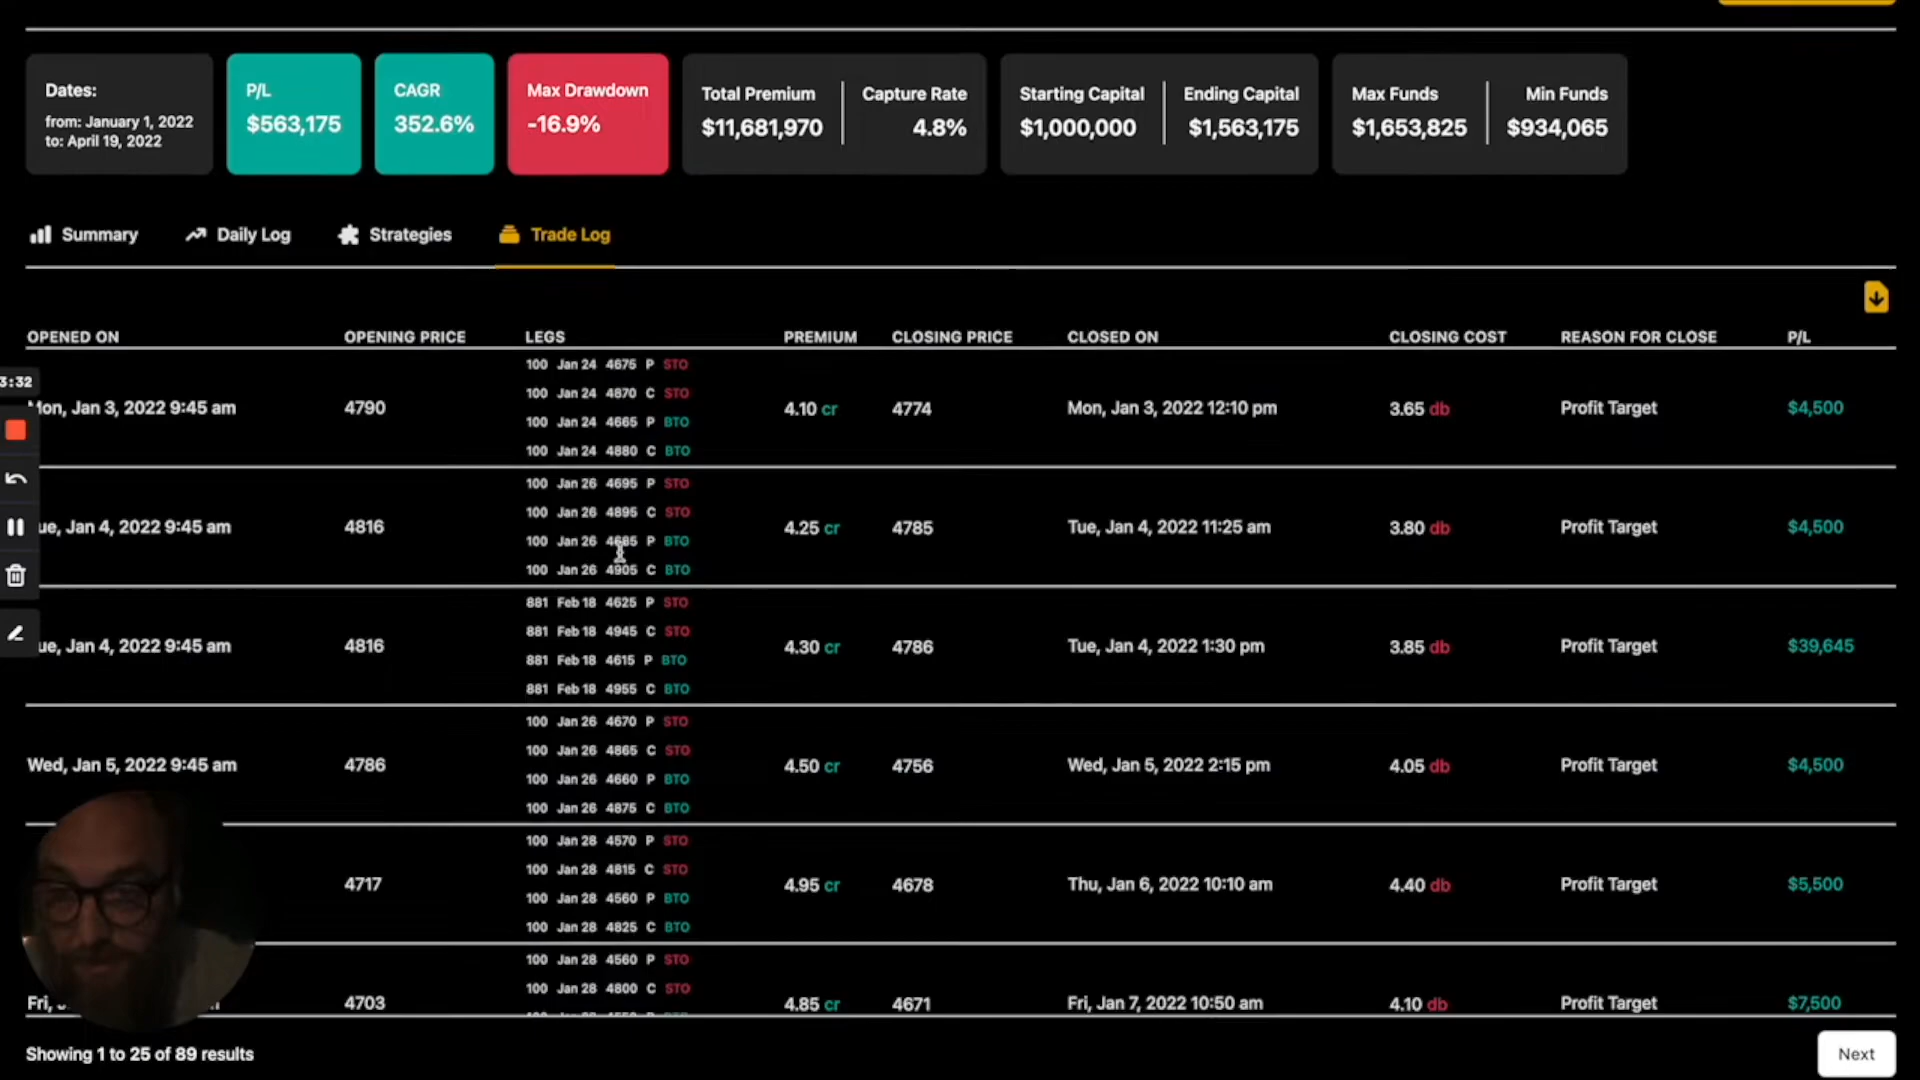 Dates:
from: January 1, 2022
to: April 19, 2022
P/L
$563,175
CAGR
352.6%
Max Drawdown
-16.9%
Total Premium
$11,681,970
Capture Rate
4.8%
Starting Capital
$1,000,000
Ending Capital
$1,563,175
Max Funds
$1,653,825
Min Funds
$934,065
Summary Daily Log Strategies Trade Log
OPENED ON OPENING PRICE LEGS PREMIUM CLOSING PRICE CLOSED ON CLOSING COST REASON FOR CLOSE P/L
3:32
Mon, Jan 3, 2022 9:45 am 4790
100 Jan 24 4675 P STO
100 Jan 24 4870 C STO
100 Jan 24 4665 P BTO
100 Jan 24 4880 C BTO
4.10 cr 4774 Mon, Jan 3, 2022 12:10 pm 3.65 db Profit Target $4,500
ue, Jan 4, 2022 9:45 am 4816
100 Jan 26 4695 P STO
100 Jan 26 4895 C STO
100 Jan 26 4685 P BTO
100 Jan 26 4905 C BTO
4.25 cr 4785 Tue, Jan 4, 2022 11:25 am 3.80 db Profit Target $4,500
ue, Jan 4, 2022 9:45 am 4816
881 Feb 18 4625 P STO
881 Feb 18 4945 C STO
881 Feb 18 4615 P BTO
881 Feb 18 4955 C BTO
4.30 cr 4786 Tue, Jan 4, 2022 1:30 pm 3.85 db Profit Target $39,645
Wed, Jan 5, 2022 9:45 am 4786
100 Jan 26 4670 P STO
100 Jan 26 4865 C STO
100 Jan 26 4660 P BTO
100 Jan 26 4875 C BTO
4.50 cr 4756 Wed, Jan 5, 2022 2:15 pm 4.05 db Profit Target $4,500
4717
100 Jan 28 4570 P STO
100 Jan 28 4815 C STO
100 Jan 28 4560 P BTO
100 Jan 28 4825 C BTO
4.95 cr 4678 Thu, Jan 6, 2022 10:10 am 4.40 db Profit Target $5,500
Fri, 4703
100 Jan 28 4560 P STO
100 Jan 28 4800 C STO
4.85 cr 4671 Fri, Jan 7, 2022 10:50 am 4.10 db Profit Target $7,500
Showing 1 to 25 of 89 results
Next